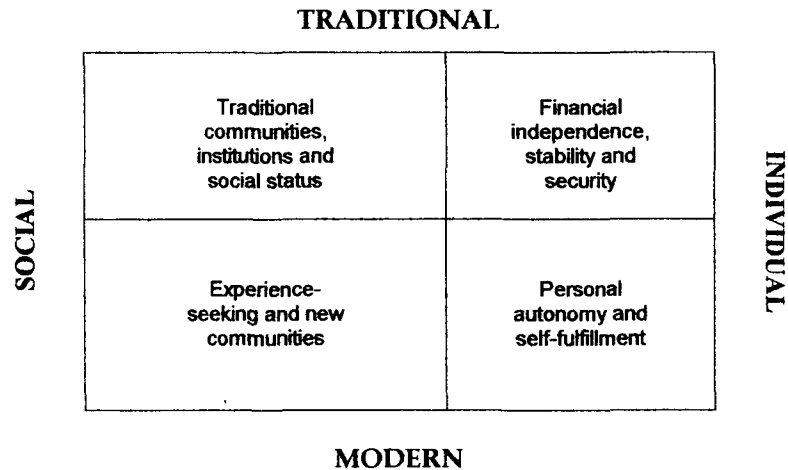 TRADITIONAL
Traditional
communities,
institutions and
social status
Financial
independence,
stability and
security
SOCIAL
INDIVIDUAL
Experience-
seeking and new
communities
Personal
autonomy and
self-fulfillment
MODERN